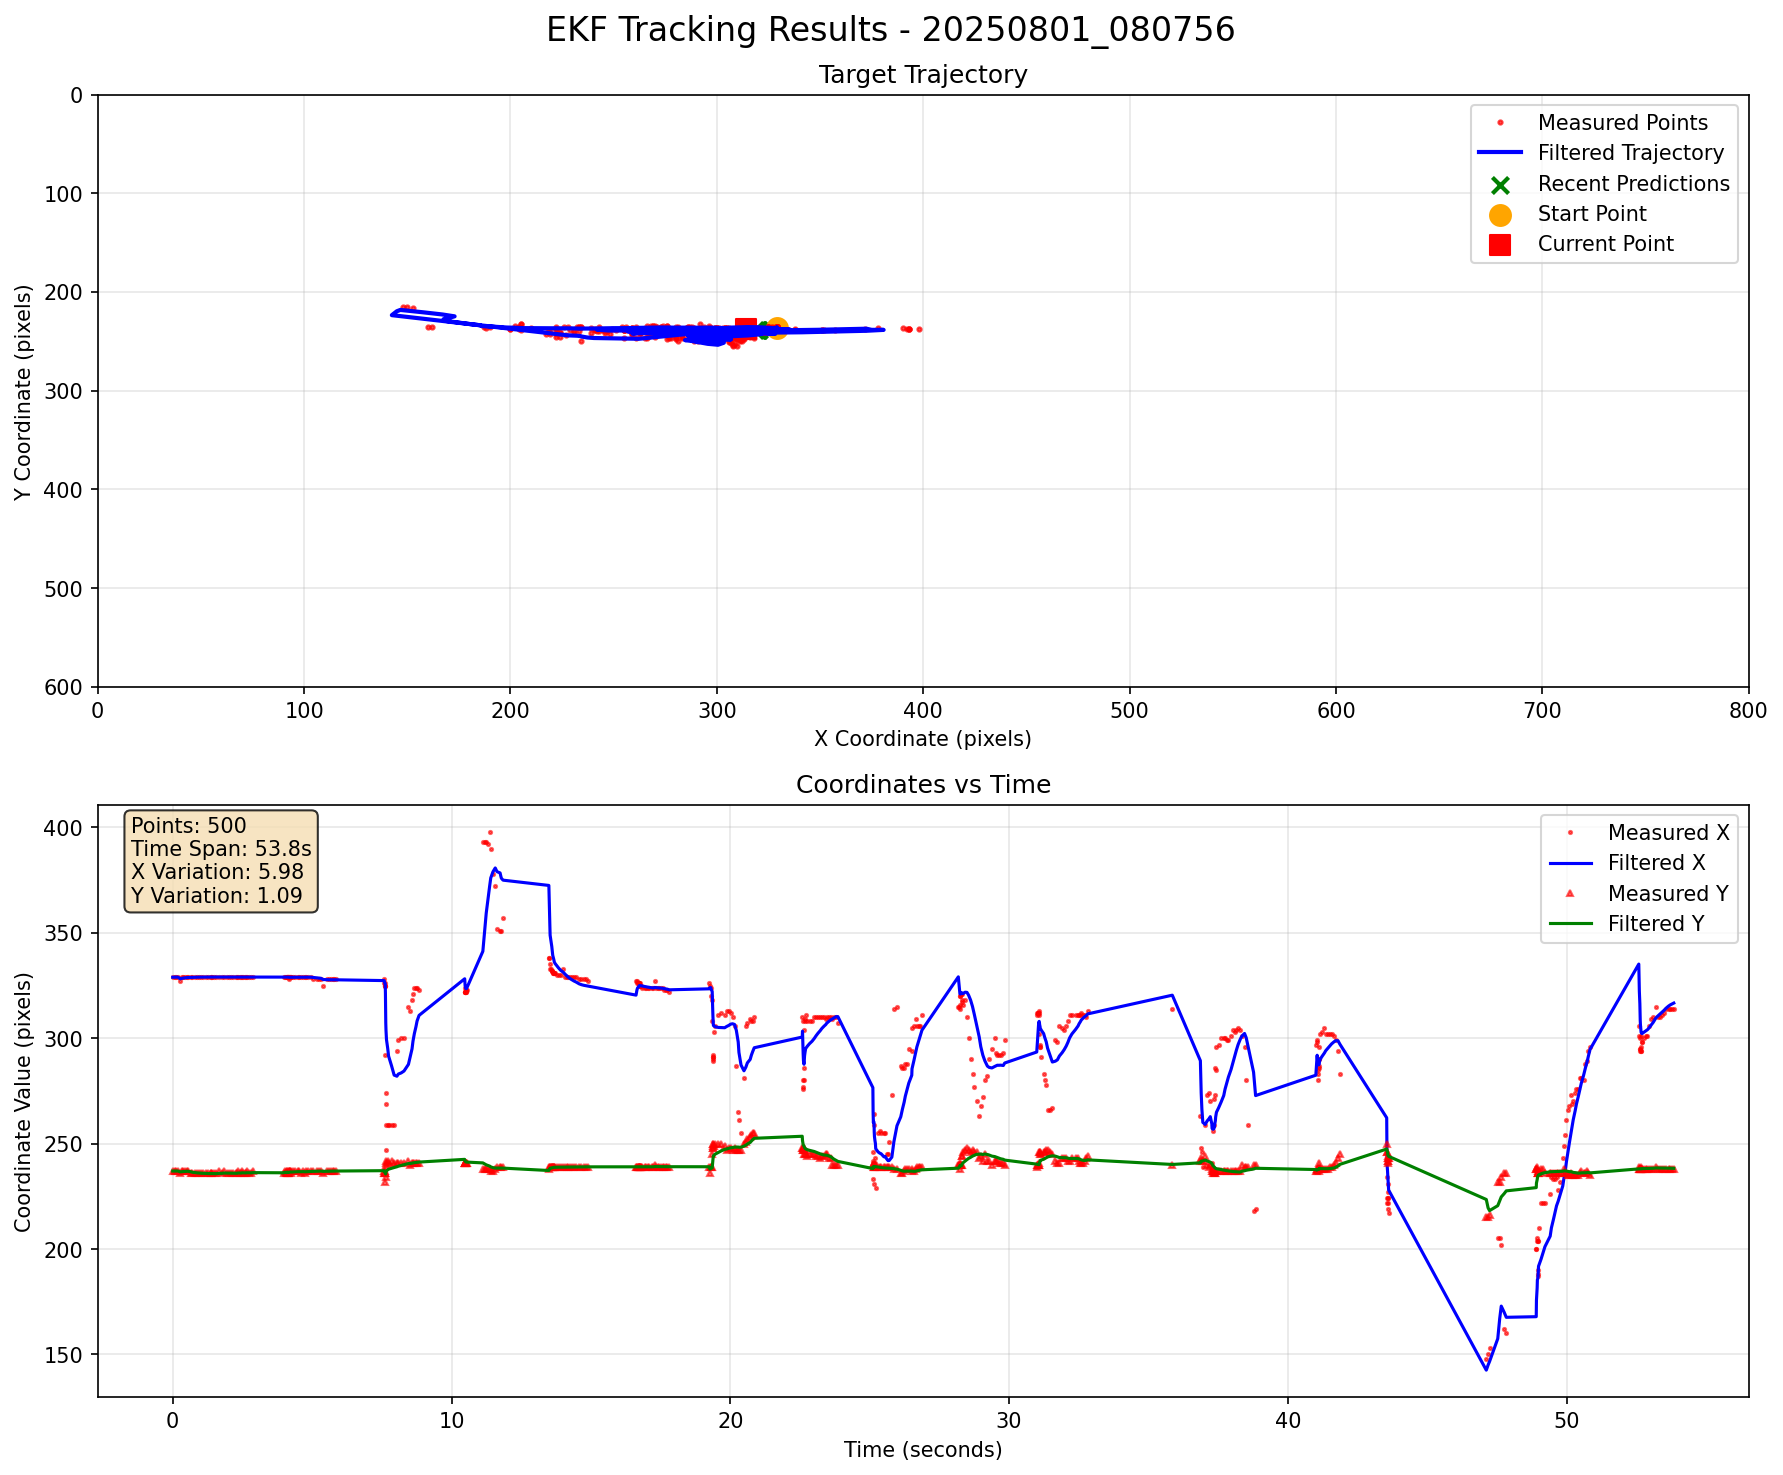 EKF Tracking Results - 20250801_080756
Target Trajectory
0
100
200
300
400
500
600
Y Coordinate (pixels)
Measured Points
Filtered Trajectory
Recent Predictions
Start Point
Current Point
0 100 200 300 400 500 600 700 800
X Coordinate (pixels)
Coordinates vs Time
Points: 500
Time Span: 53.8s
X Variation: 5.98
Y Variation: 1.09
Measured X
Filtered X
Measured Y
Filtered Y
400
350
300
250
200
150
Coordinate Value (pixels)
0 10 20 30 40 50
Time (seconds)